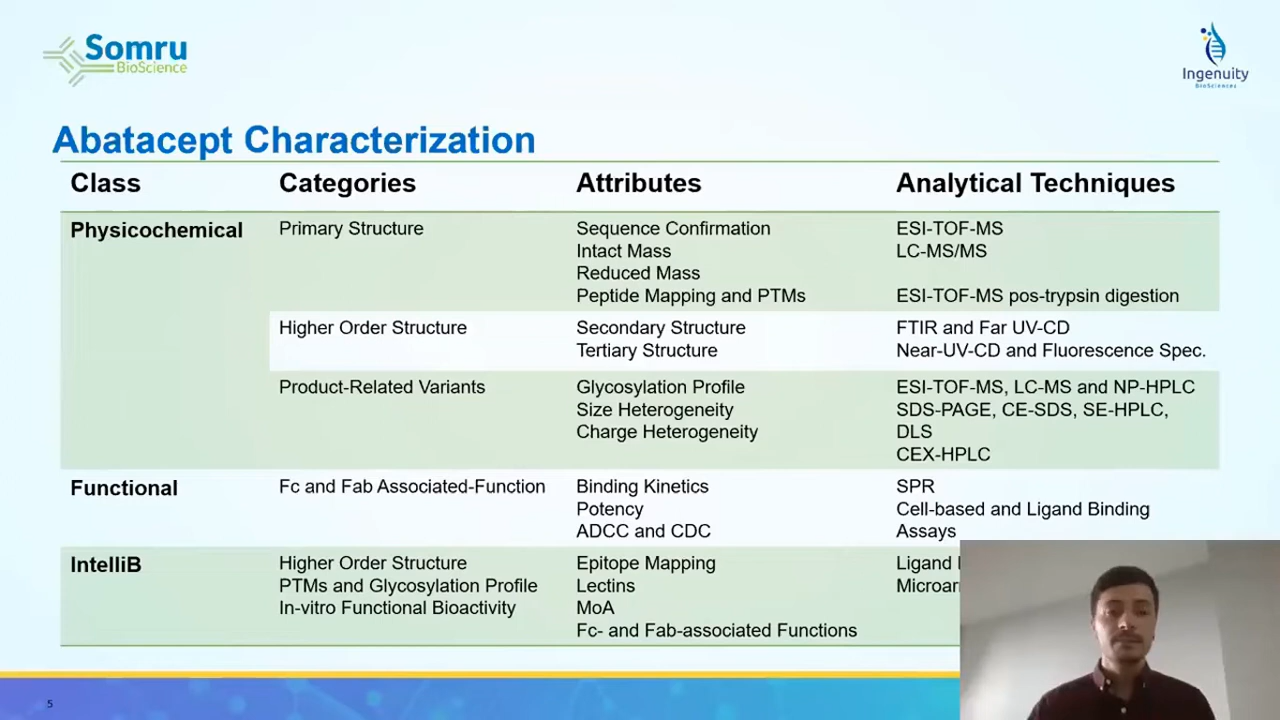 Somru
BioScience
Ingenuity
BioSciences
Abatacept Characterization
Class Categories Attributes Analytical Techniques
Physicochemical Primary Structure Sequence Confirmation ESI-TOF-MS
Intact Mass LC-MS/MS
Reduced Mass
Peptide Mapping and PTMs ESI-TOF-MS pos-trypsin digestion
Higher Order Structure Secondary Structure FTIR and Far UV-CD
Tertiary Structure Near-UV-CD and Fluorescence Spec.
Product-Related Variants Glycosylation Profile ESI-TOF-MS, LC-MS and NP-HPLC
Size Heterogeneity SDS-PAGE, CE-SDS, SE-HPLC,
Charge Heterogeneity DLS
CEX-HPLC
Functional Fc and Fab Associated-Function Binding Kinetics SPR
Potency Cell-based and Ligand Binding
ADCC and CDC Assays
IntelliB Higher Order Structure Epitope Mapping Ligand
PTMs and Glycosylation Profile Lectins
In-vitro Functional Bioactivity MoA
Fc- and Fab-associated Functions
5